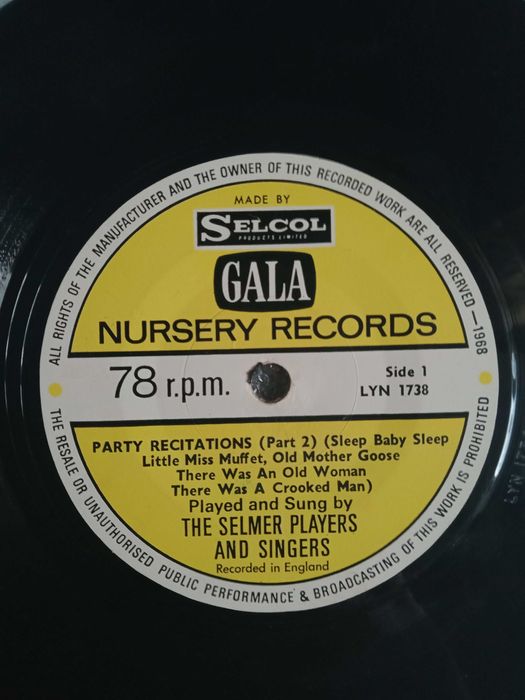 ALL RIGHTS OF THE MANUFACTURER AND THE OWNER OF THIS RECORDED WORK ARE ALL RESERVED — 1968
MADE BY
SELCOL
PRODUCTS LIMITED
GALA
NURSERY RECORDS
78 r.p.m.
Side 1
LYN 1738
PARTY RECITATIONS (Part 2) (Sleep Baby Sleep
Little Miss Muffet, Old Mother Goose
There Was An Old Woman
There Was A Crooked Man)
Played and Sung by
THE SELMER PLAYERS
AND SINGERS
Recorded in England
THE RESALE OR UNAUTHORISED PUBLIC PERFORMANCE & BROADCASTING OF THIS WORK IS PROHIBITED